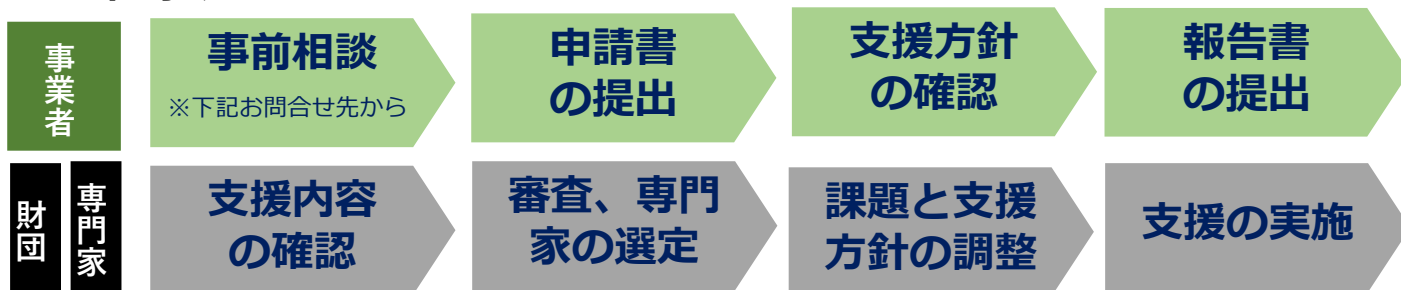 事業者
事前相談
※下記お問合せ先から
申請書
の提出
支援方針
の確認
報告書
の提出
財団
専門家
支援内容
の確認
審査、専門
家の選定
課題と支援
方針の調整
支援の実施